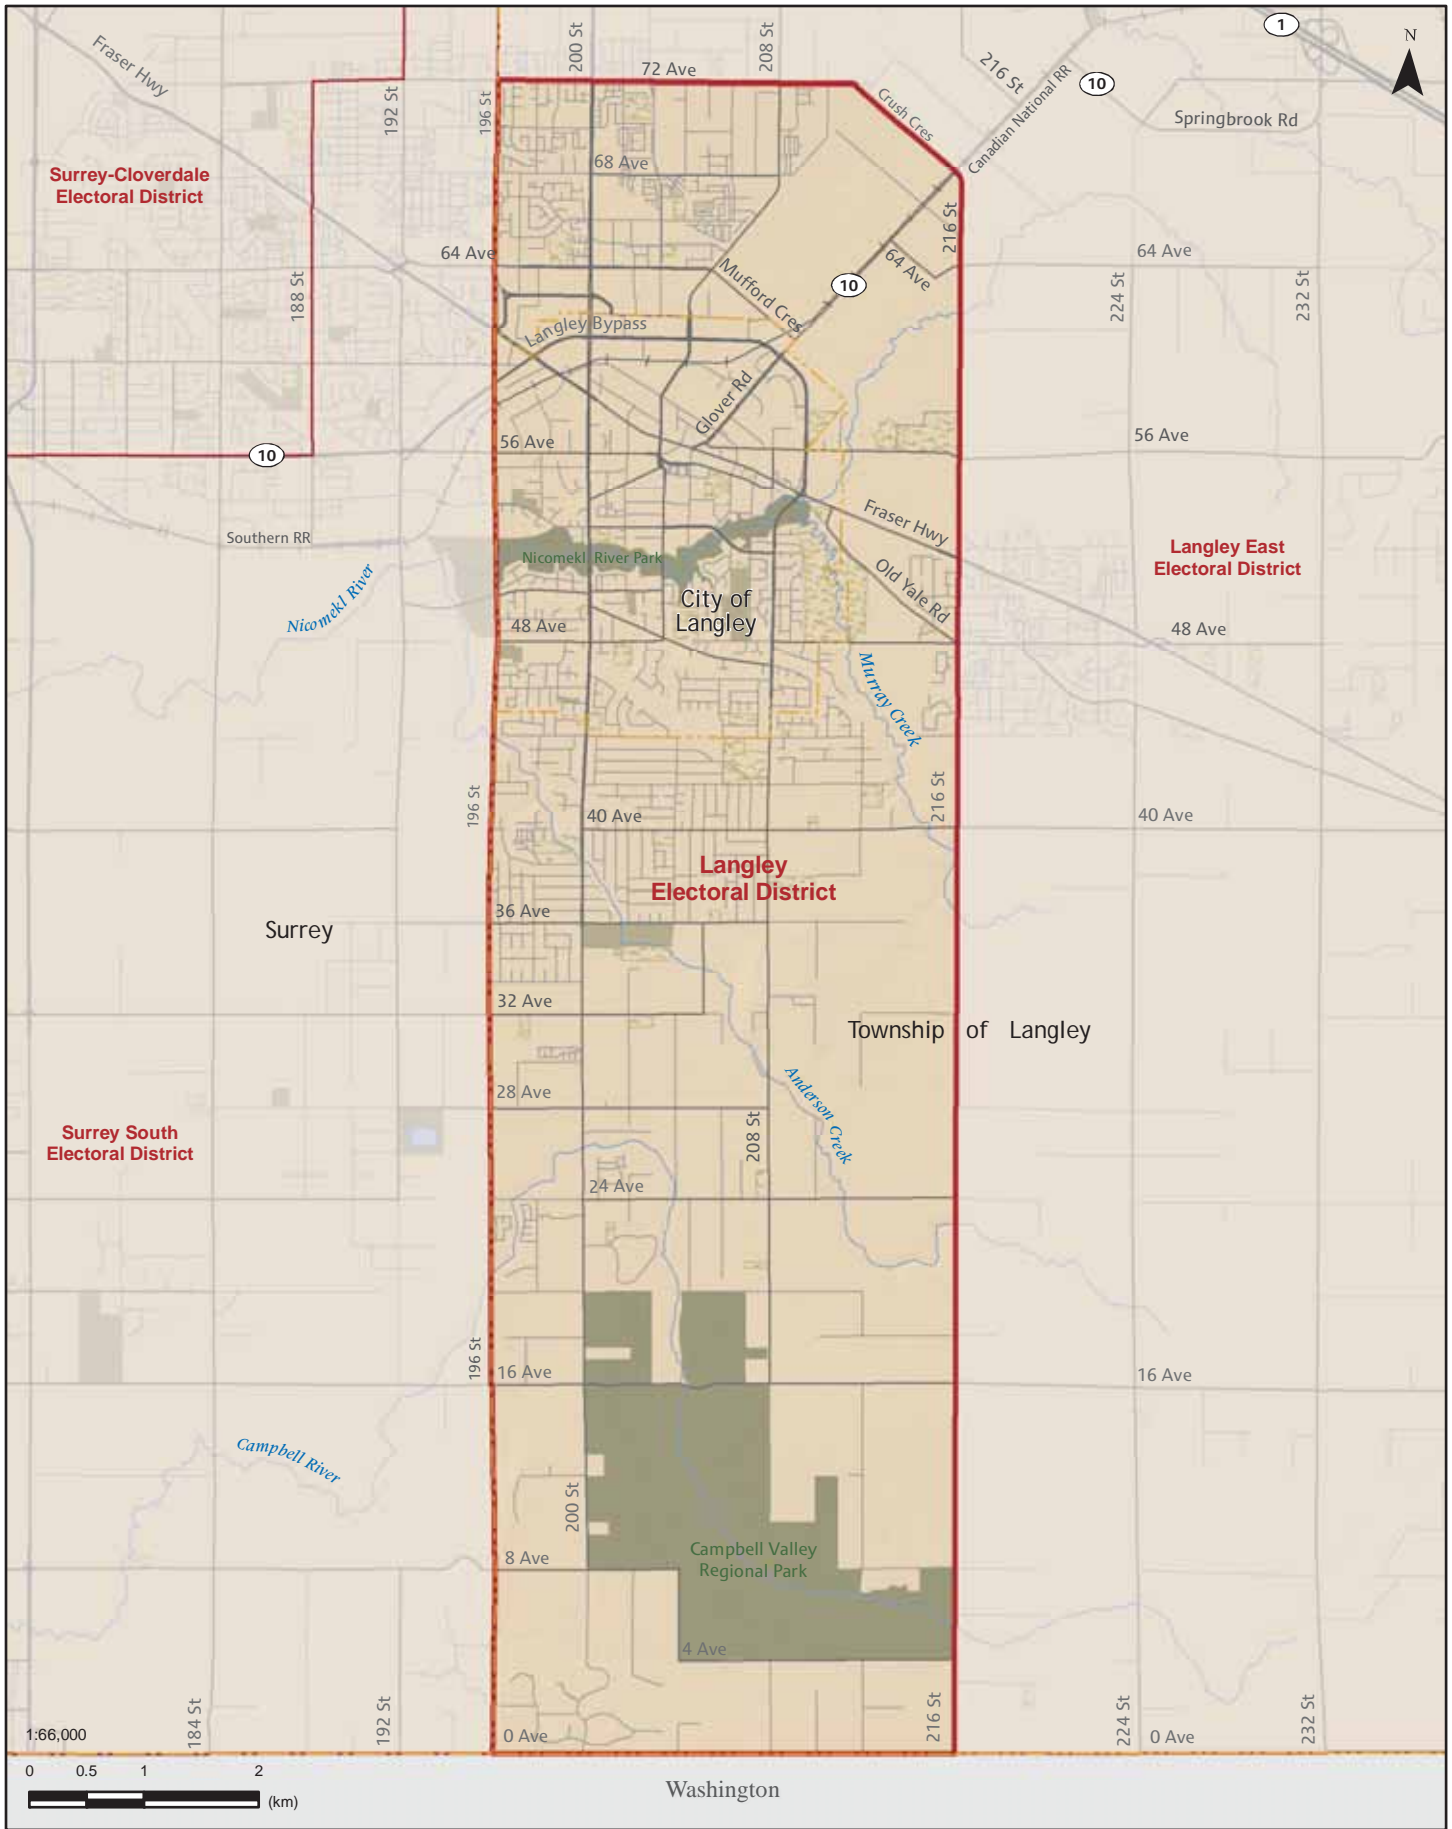 1
N
Fraser Hwy
200 St
208 St
72 Ave
216 St
10
Canadian National RR
Crush Cres
Springbrook Rd
192 St
196 St
68 Ave
Surrey-Cloverdale
Electoral District
216 St
64 Ave
64 Ave
64 Ave
Mufford Cres
10
188 St
224 St
232 St
Langley Bypass
Glover Rd
56 Ave
56 Ave
10
Fraser Hwy
Southern RR
Nicomekl River Park
Langley East
Electoral District
Old Yale Rd
Nicomekl River
City of
Langley
48 Ave
48 Ave
Murray Creek
196 St
216 St
40 Ave
40 Ave
Langley
Electoral District
36 Ave
Surrey
32 Ave
Township of Langley
28 Ave
Anderson Creek
208 St
Surrey South
Electoral District
24 Ave
196 St
16 Ave
16 Ave
Campbell River
200 St
8 Ave
Campbell Valley
Regional Park
4 Ave
184 St
192 St
216 St
224 St
232 St
0 Ave
0 Ave
1:66,000
0 0.5 1 2
(km)
Washington